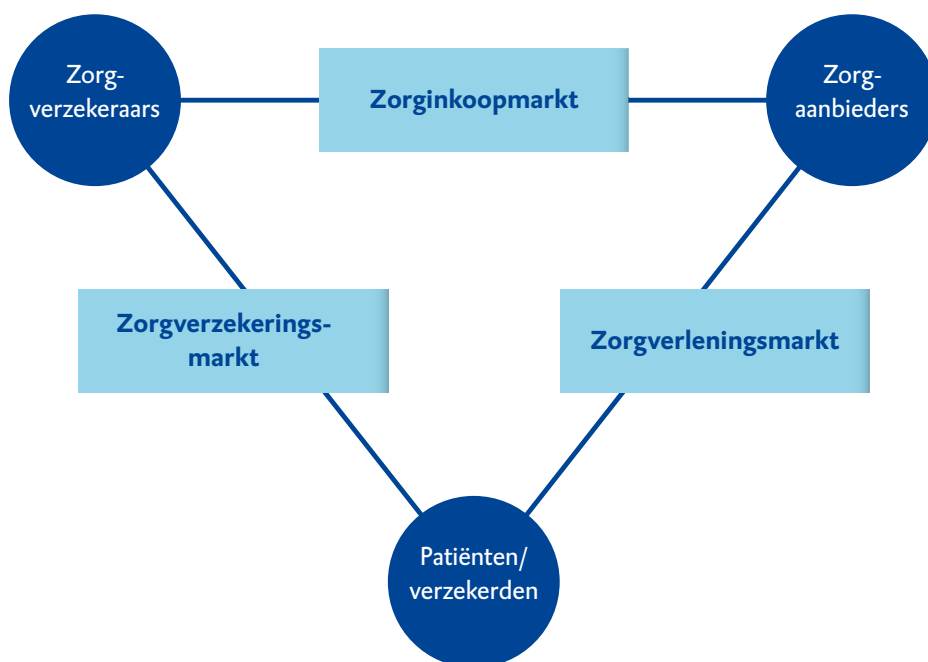 Zorg-
verzekeraars
Zorginkoopmarkt
Zorg-
aanbieders
Zorgverzekerings-
markt
Zorgverleningsmarkt
Patiënten/
verzekerden